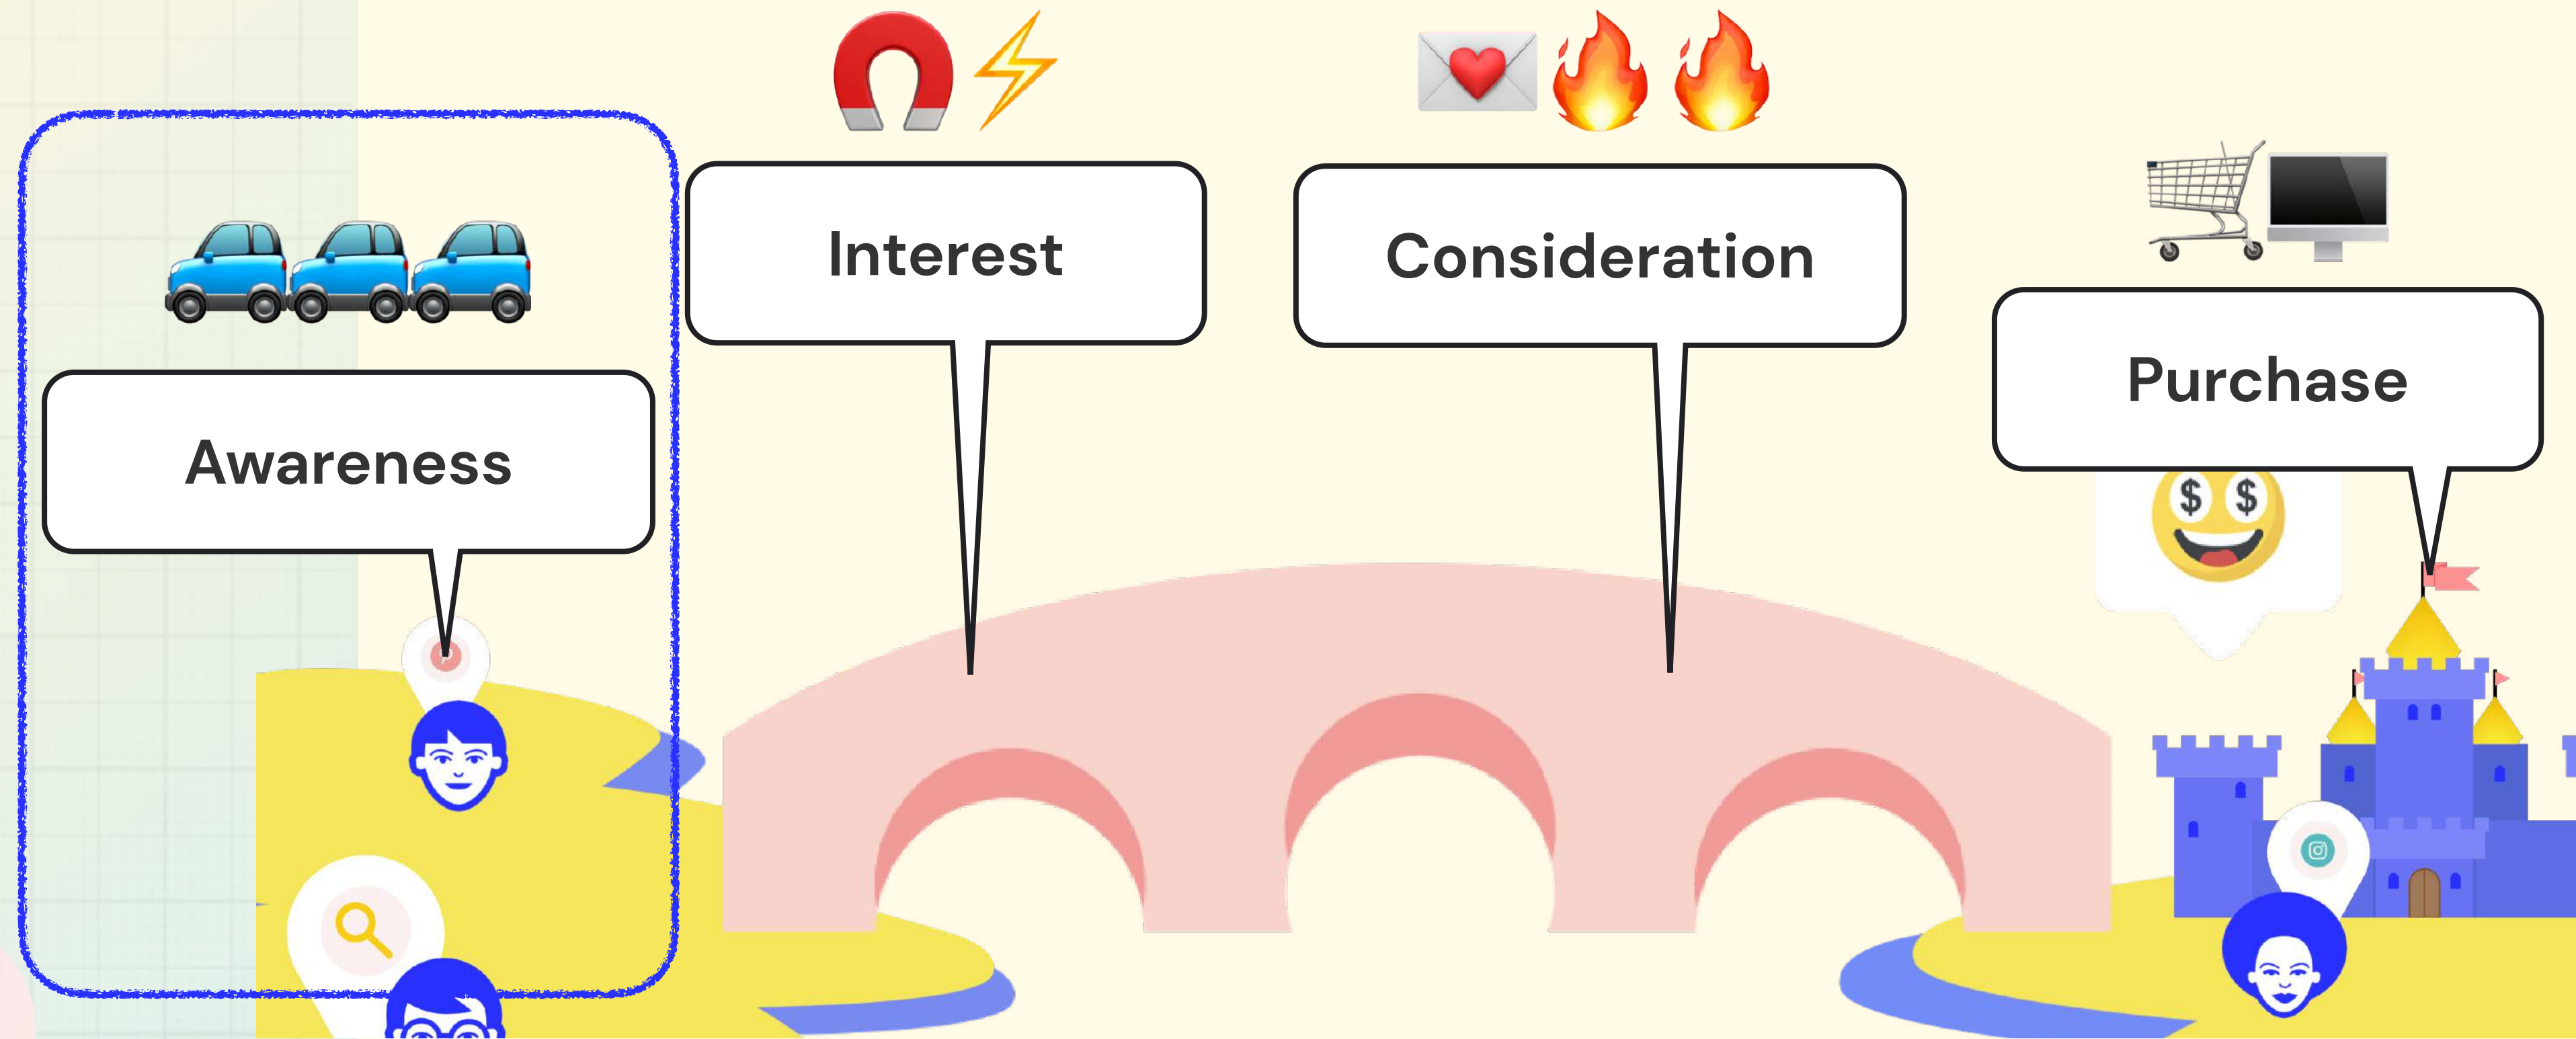 Interest
Consideration
Purchase
Awareness
$ $